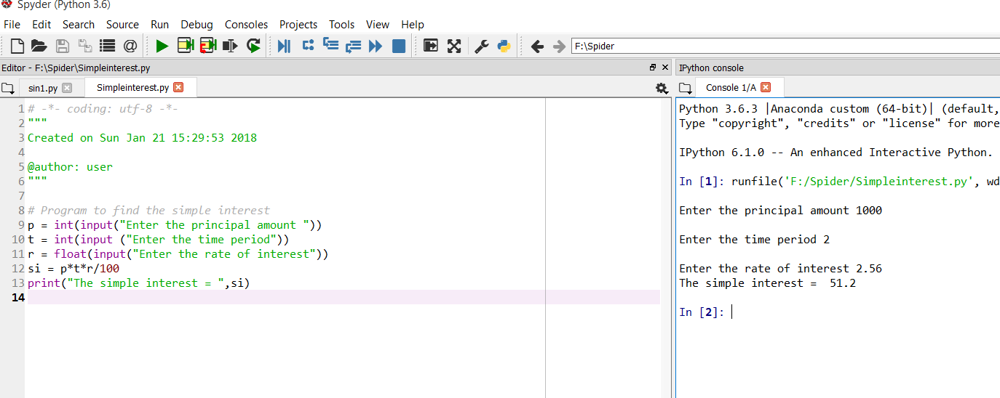 Spyder (Python 3.6)
File Edit Search Source Run Debug Consoles Projects Tools View Help
F:\Spider
Editor - F:\Spider\Simpleinterest.py
sin1.py Simpleinterest.py
1 # -*- coding: utf-8 -*-
2 """
3 Created on Sun Jan 21 15:29:53 2018
4
5 @author: user
6 """
7
8 # Program to find the simple interest
9 p = int(input("Enter the principal amount "))
10 t = int(input ("Enter the time period"))
11 r = float(input("Enter the rate of interest"))
12 si = p*t*r/100
13 print("The simple interest = ",si)
14
IPython console
Console 1/A
Python 3.6.3 |Anaconda custom (64-bit)| (default,
Type "copyright", "credits" or "license" for more
IPython 6.1.0 -- An enhanced Interactive Python.
In [1]: runfile('F:/Spider/Simpleinterest.py', wd
Enter the principal amount 1000
Enter the time period 2
Enter the rate of interest 2.56
The simple interest =  51.2
In [2]: